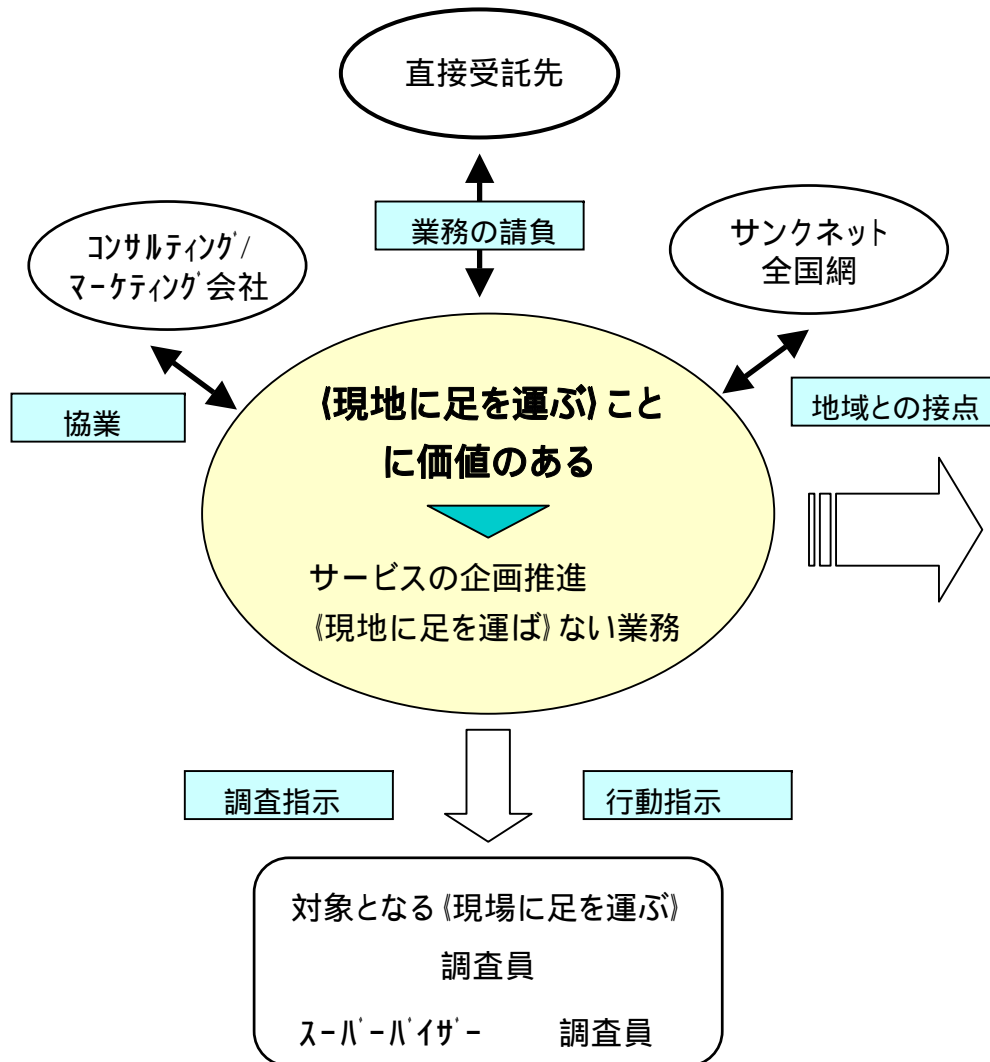 直接受託先
業務の請負
コンサルティング/
マーケティング会社
サンクネット
全国網
協業
地域との接点
《現地に足を運ぶ》こと
に価値のある
サービスの企画推進
《現地に足を運ば》ない業務
調査指示
行動指示
対象となる《現場に足を運ぶ》
調査員
スーパーバイザー 調査員